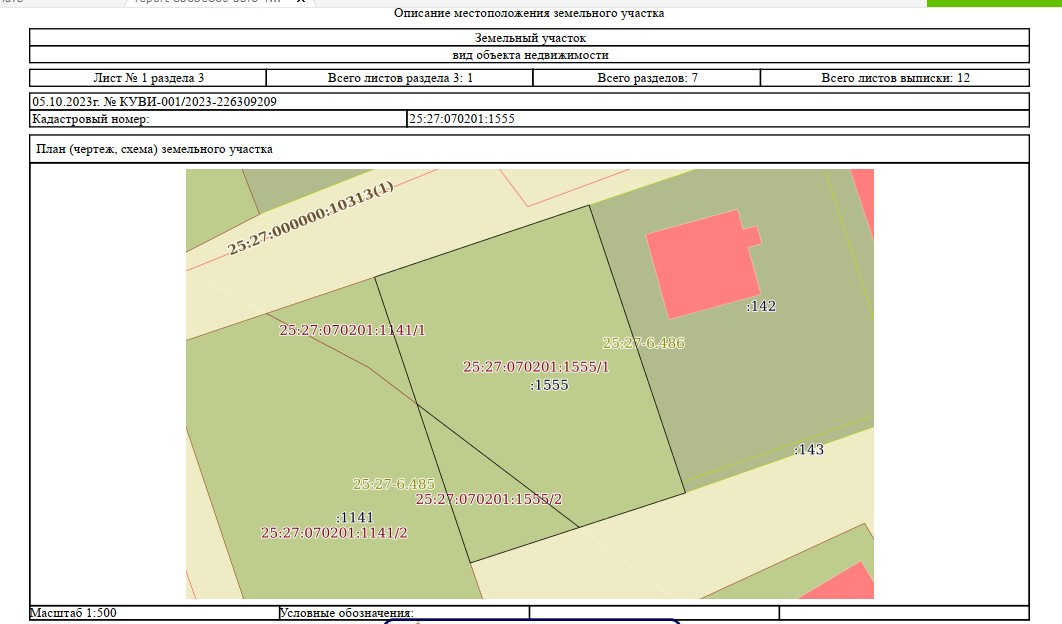 Описание местоположения земельного участка
Земельный участок
вид объекта недвижимости
Лист № 1 раздела 3
Всего листов раздела 3: 1
Всего разделов: 7
Всего листов выписки: 12
05.10.2023г. № КУВИ-001/2023-226309209
Кадастровый номер:
25:27:070201:1555
План (чертеж, схема) земельного участка
25:27:000000:10313(1)
:142
25:27:070201:1141/1
25:27-6.486
25:27:070201:1555/1
:1555
:143
25:27-6.485
25:27:070201:1555/2
:1141
25:27:070201:1141/2
Масштаб 1:500
Условные обозначения: